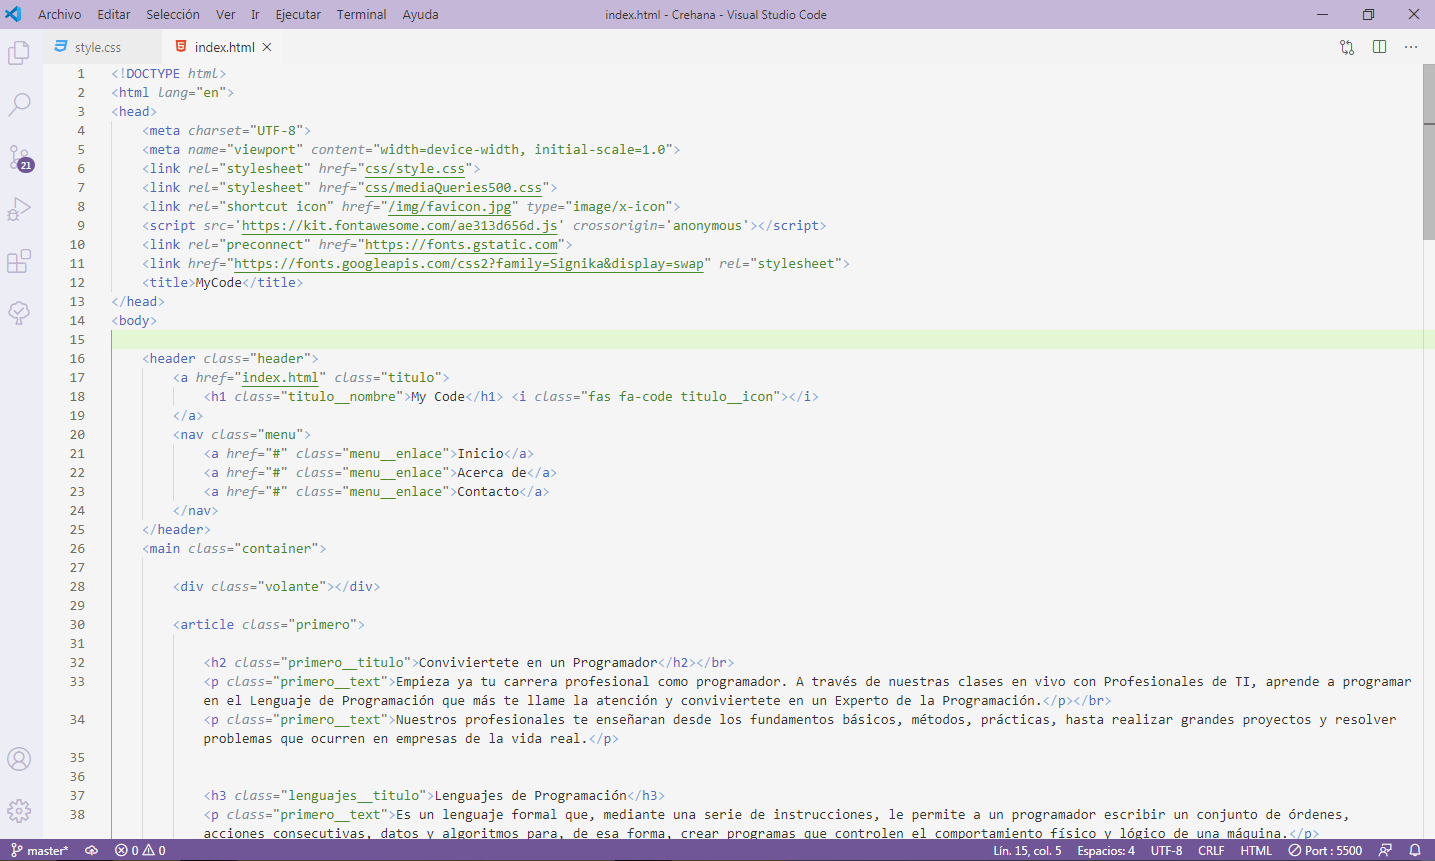 Archivo Editar Selección Ver Ir Ejecutar Terminal Ayuda index.html - Crehana - Visual Studio Code
style.css index.html
1 <!DOCTYPE html>
2 <html lang="en">
3 <head>
4 <meta charset="UTF-8">
5 <meta name="viewport" content="width=device-width, initial-scale=1.0">
6 <link rel="stylesheet" href="css/style.css">
7 <link rel="stylesheet" href="css/mediaQueries500.css">
8 <link rel="shortcut icon" href="/img/favicon.jpg" type="image/x-icon">
9 <script src='https://kit.fontawesome.com/ae313d656d.js' crossorigin='anonymous'></script>
10 <link rel="preconnect" href="https://fonts.gstatic.com">
11 <link href="https://fonts.googleapis.com/css2?family=Signika&display=swap" rel="stylesheet">
12 <title>MyCode</title>
13 </head>
14 <body>
15
16 <header class="header">
17 <a href="index.html" class="titulo">
18 <h1 class="titulo__nombre">My Code</h1> <i class="fas fa-code titulo__icon"></i>
19 </a>
20 <nav class="menu">
21 <a href="#" class="menu__enlace">Inicio</a>
22 <a href="#" class="menu__enlace">Acerca de</a>
23 <a href="#" class="menu__enlace">Contacto</a>
24 </nav>
25 </header>
26 <main class="container">
27
28 <div class="volante"></div>
29
30 <article class="primero">
31
32 <h2 class="primero__titulo">Conviviertete en un Programador</h2></br>
33 <p class="primero__text">Empieza ya tu carrera profesional como programador. A través de nuestras clases en vivo con Profesionales de TI, aprende a programar
en el Lenguaje de Programación que más te llame la atención y conviviertete en un Experto de la Programación.</p></br>
34 <p class="primero__text">Nuestros profesionales te enseñaran desde los fundamentos básicos, métodos, prácticas, hasta realizar grandes proyectos y resolver
problemas que ocurren en empresas de la vida real.</p>
35
36
37 <h3 class="lenguajes__titulo">Lenguajes de Programación</h3>
38 <p class="primero__text">Es un lenguaje formal que, mediante una serie de instrucciones, le permite a un programador escribir un conjunto de órdenes,
acciones consecutivas, datos y algoritmos para, de esa forma, crear programas que controlen el comportamiento físico y lógico de una máquina.</p>
21
master* 0 0 Lín. 15, col. 5 Espacios: 4 UTF-8 CRLF HTML Port : 5500